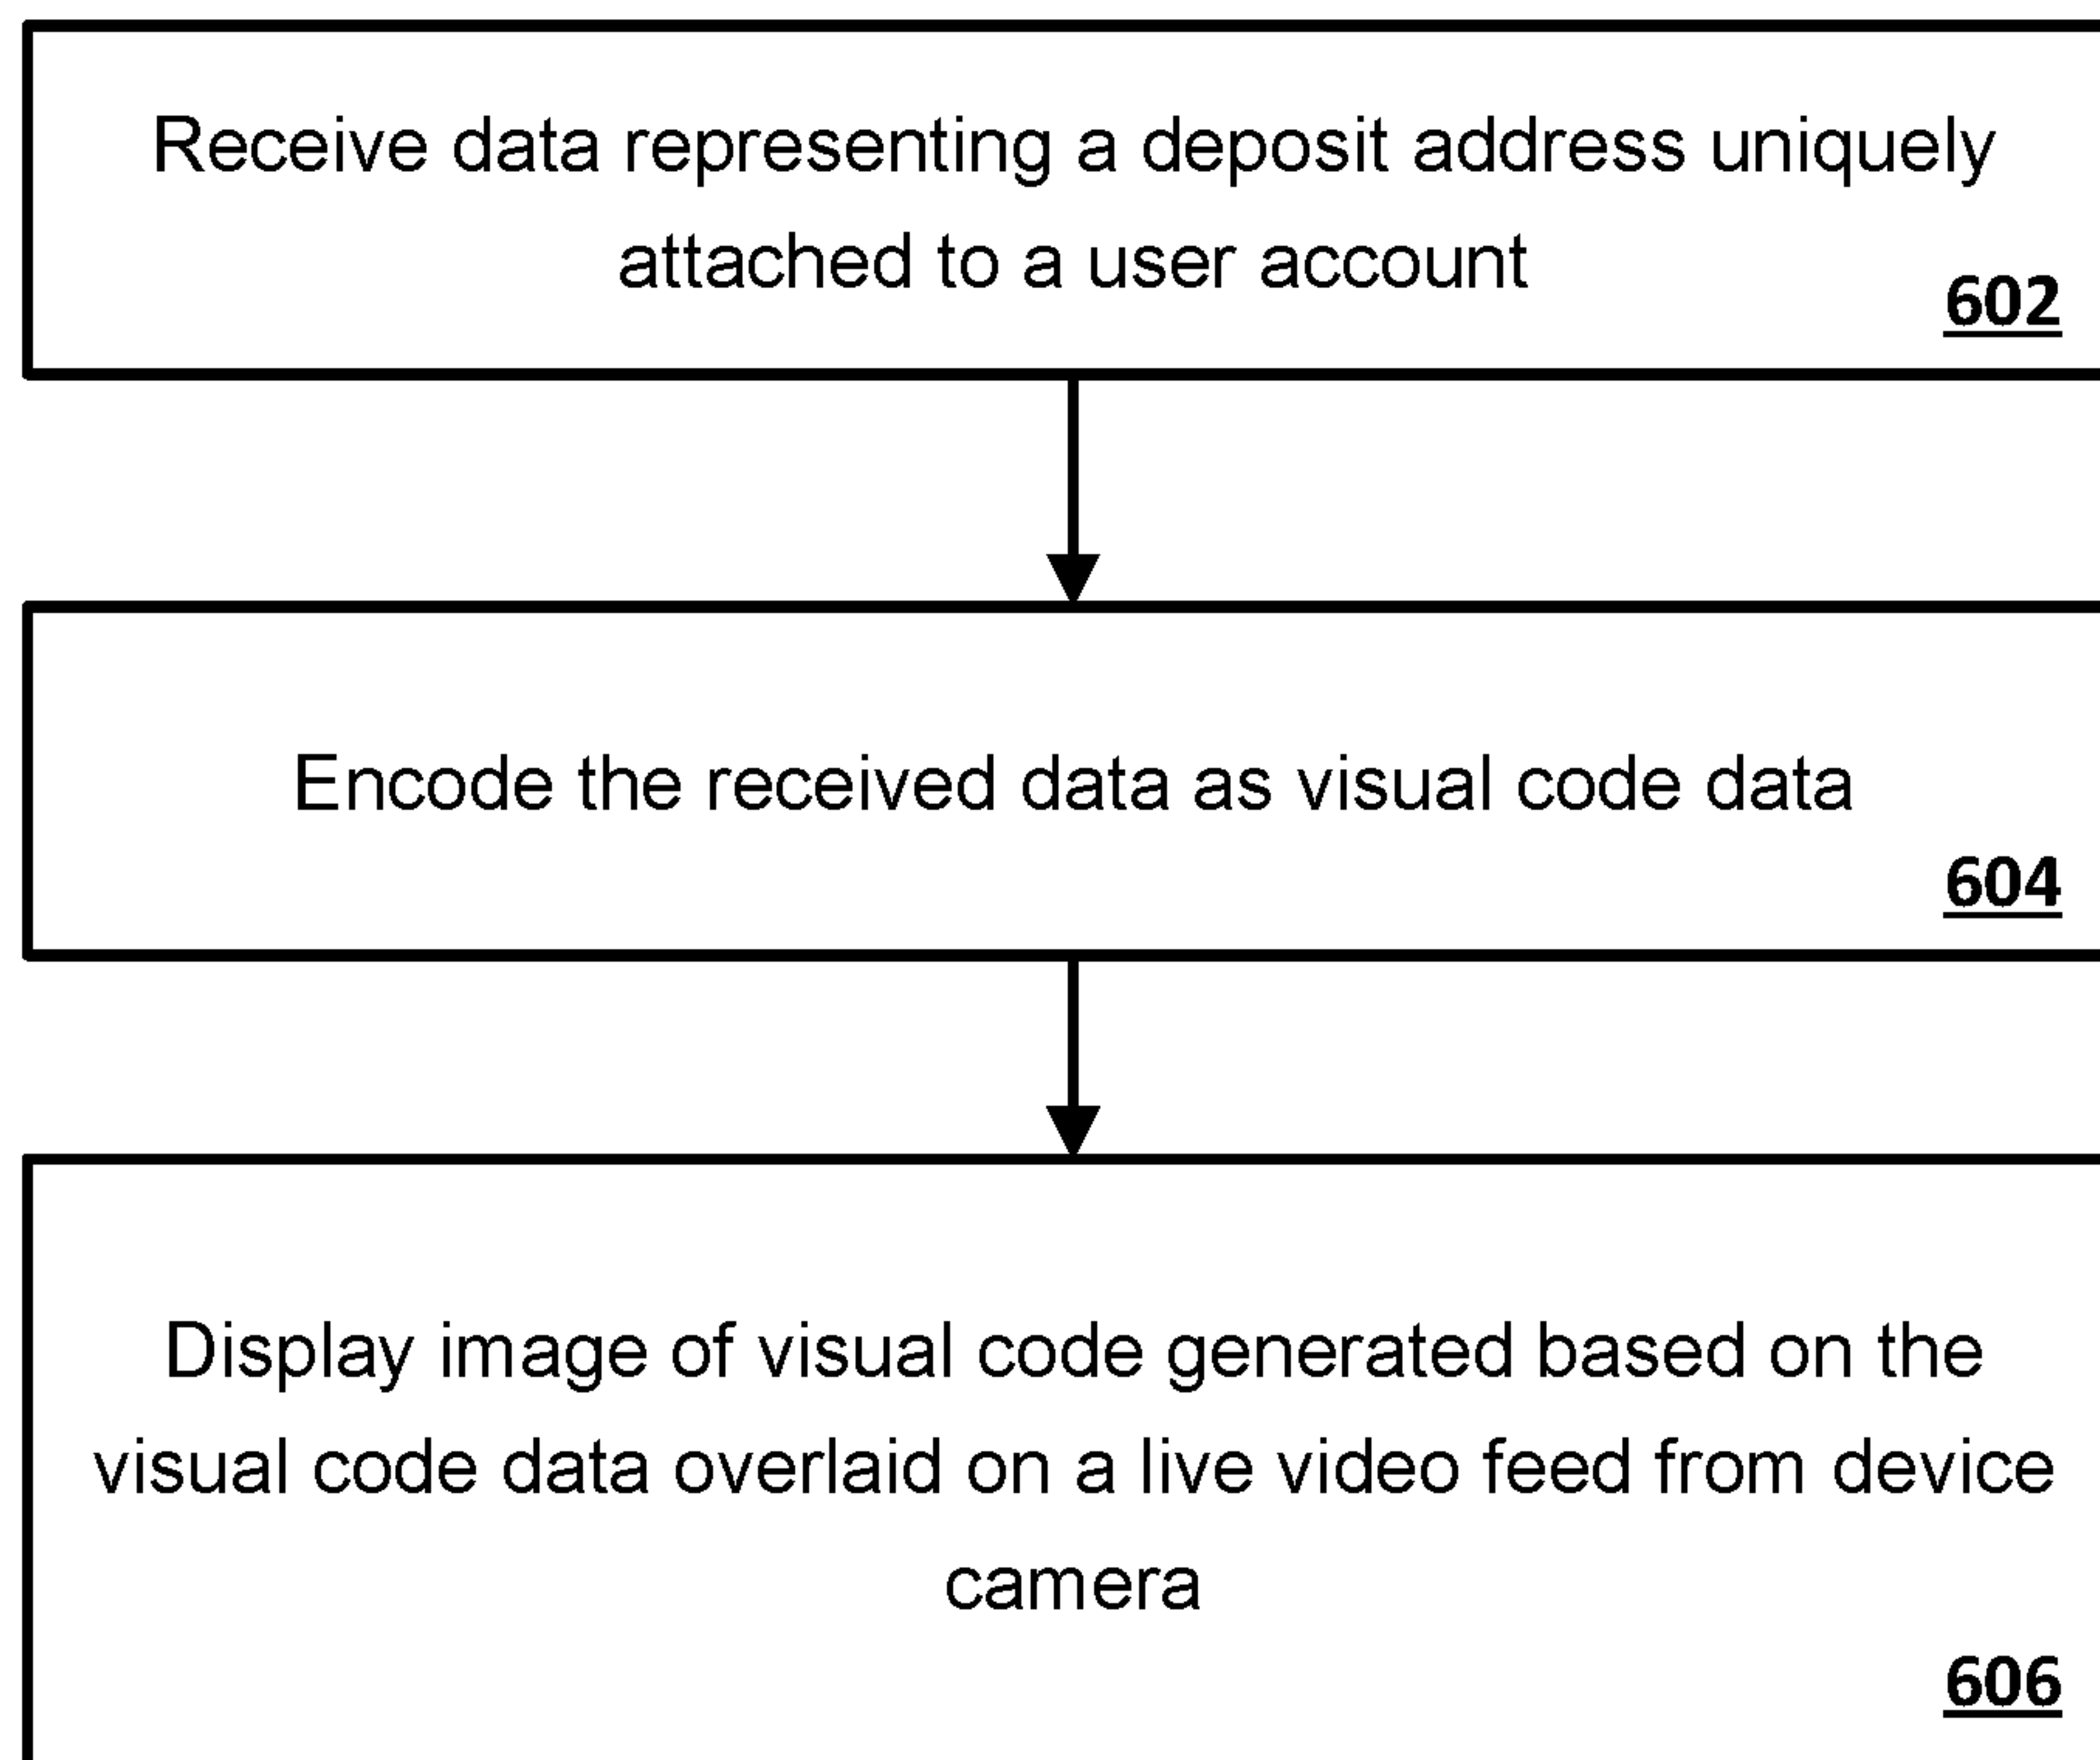 Receive data representing a deposit address uniquely
attached to a user account
602
Encode the received data as visual code data
604
Display image of visual code generated based on the
visual code data overlaid on a live video feed from device
camera
606